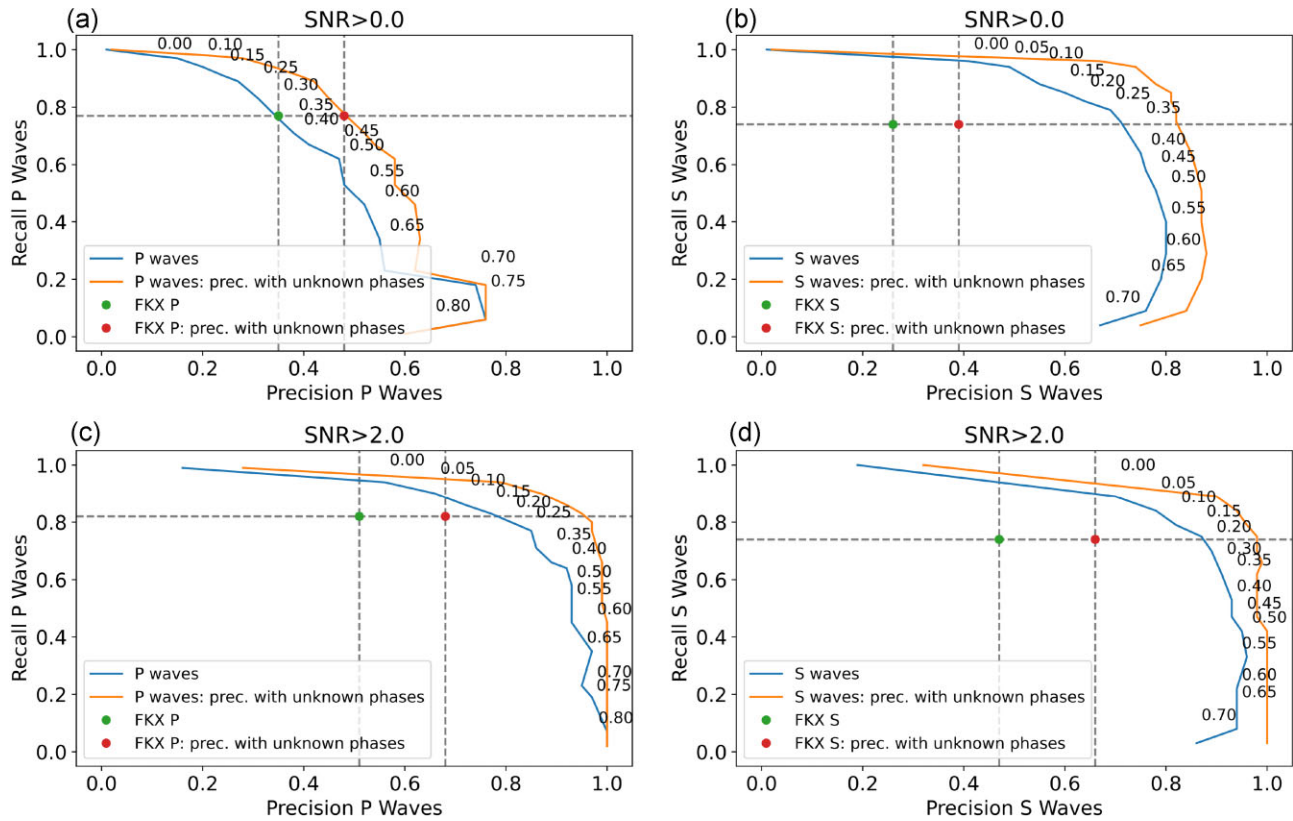 (a)
SNR>0.0
0.00
0.10
0.15
0.25
0.30
0.35
0.40
0.45
0.50
0.55
0.60
0.65
0.70
0.75
0.80
1.0
0.8
0.6
0.4
0.2
0.0
Recall P Waves
P waves
P waves: prec. with unknown phases
FKX P
FKX P: prec. with unknown phases
0.0 0.2 0.4 0.6 0.8 1.0
Precision P Waves
(b)
SNR>0.0
0.00
0.05
0.10
0.15
0.20
0.25
0.35
0.40
0.45
0.50
0.55
0.60
0.65
0.70
1.0
0.8
0.6
0.4
0.2
0.0
Recall S Waves
S waves
S waves: prec. with unknown phases
FKX S
FKX S: prec. with unknown phases
0.0 0.2 0.4 0.6 0.8 1.0
Precision S Waves
(c)
SNR>2.0
0.00
0.05
0.10
0.15
0.20
0.25
0.35
0.40
0.50
0.55
0.60
0.65
0.70
0.75
0.80
1.0
0.8
0.6
0.4
0.2
0.0
Recall P Waves
P waves
P waves: prec. with unknown phases
FKX P
FKX P: prec. with unknown phases
0.0 0.2 0.4 0.6 0.8 1.0
Precision P Waves
(d)
SNR>2.0
0.00
0.05
0.10
0.15
0.20
0.30
0.35
0.40
0.45
0.50
0.55
0.60
0.65
0.70
1.0
0.8
0.6
0.4
0.2
0.0
Recall S Waves
S waves
S waves: prec. with unknown phases
FKX S
FKX S: prec. with unknown phases
0.0 0.2 0.4 0.6 0.8 1.0
Precision S Waves